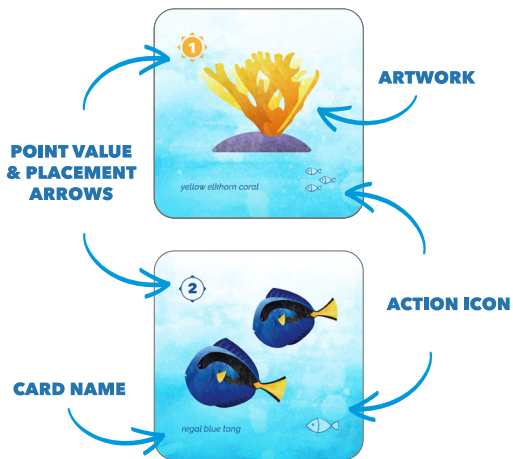 1
ARTWORK
POINT VALUE
& PLACEMENT
ARROWS
yellow elkhorn coral
2
ACTION ICON
CARD NAME
regal blue tang